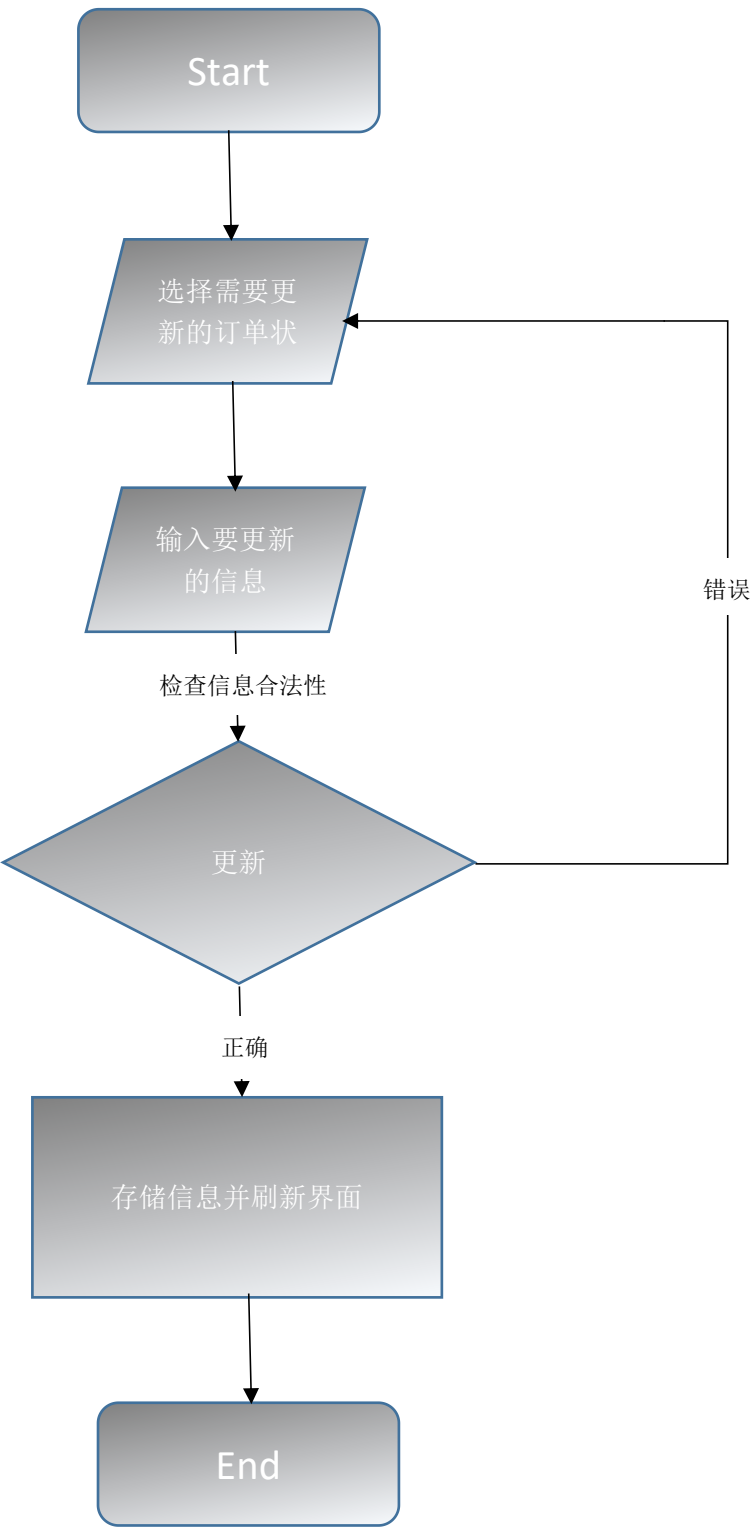 Start
选择需要更
新的订单状
输入要更新
的信息
错误
检查信息合法性
更新
正确
存储信息并刷新界面
End